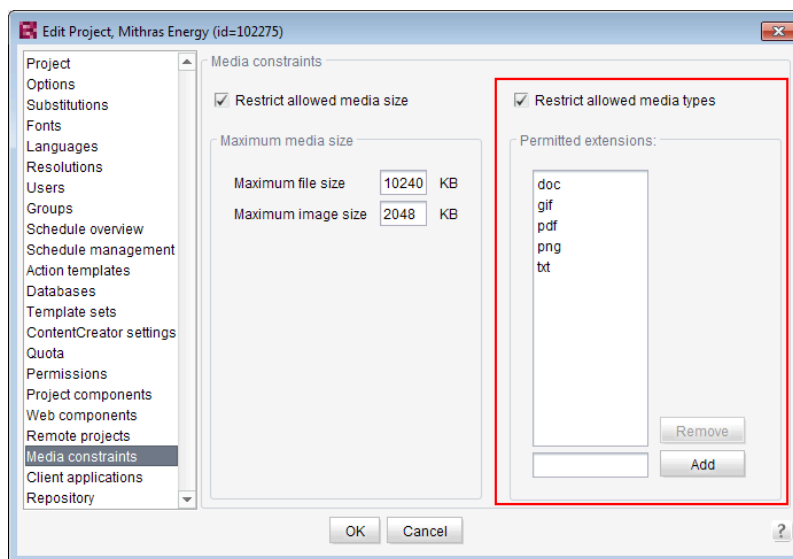 Edit Project, Mithras Energy (id=102275)
Project
Options
Substitutions
Fonts
Languages
Resolutions
Users
Groups
Schedule overview
Schedule management
Action templates
Databases
Template sets
ContentCreator settings
Quota
Permissions
Project components
Web components
Remote projects
Media constraints
Client applications
Repository
Media constraints
Restrict allowed media size
Maximum media size
Maximum file size 10240 KB
Maximum image size 2048 KB
Restrict allowed media types
Permitted extensions:
doc
gif
pdf
png
txt
Remove
Add
OK Cancel
?